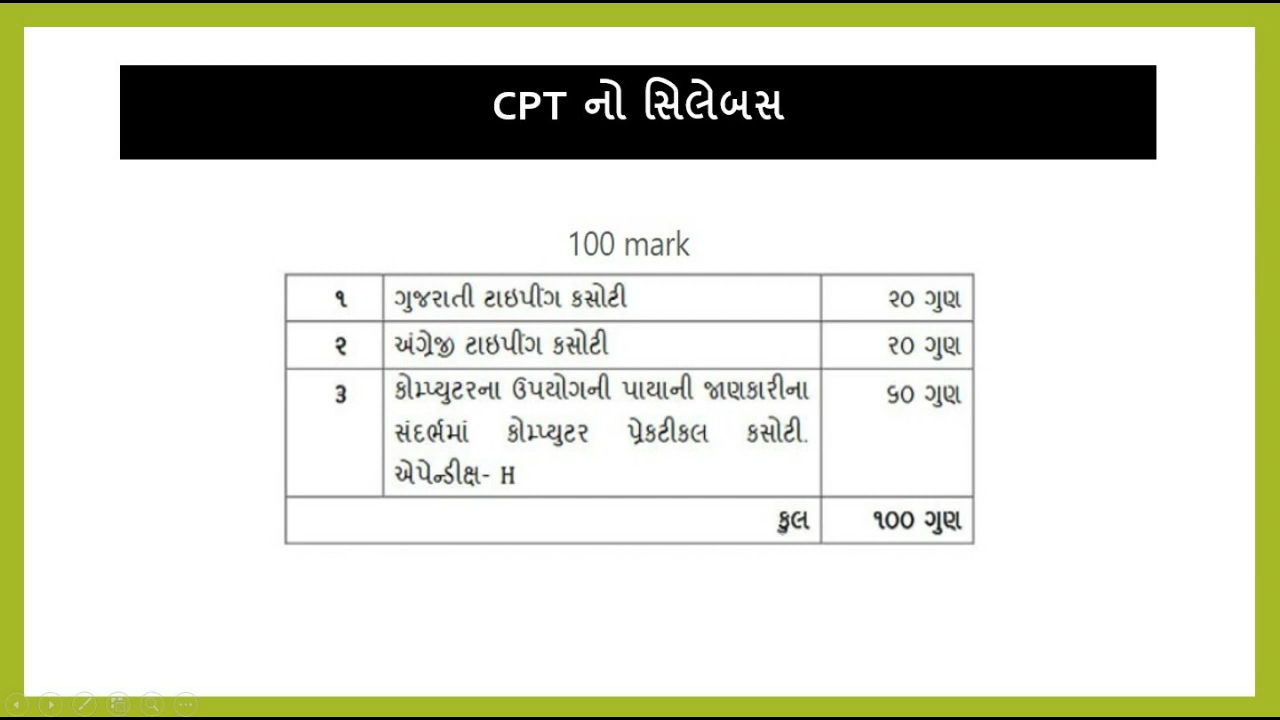 CPT નો સિલેબસ
100 mark
૧ ગુજરાતી ટાઇપીંગ કસોટી ૨૦ ગુણ
૨ અંગ્રેજી ટાઇપીંગ કસોટી ૨૦ ગુણ
૩ કોમ્પ્યુટરના ઉપયોગની પાયાની જાણકારીના ૬૦ ગુણ
સંદર્ભમાં કોમ્પ્યુટર પ્રેકટીકલ કસોટી.
એપેન્ડીક્ષ- H
કુલ ૧૦૦ ગુણ